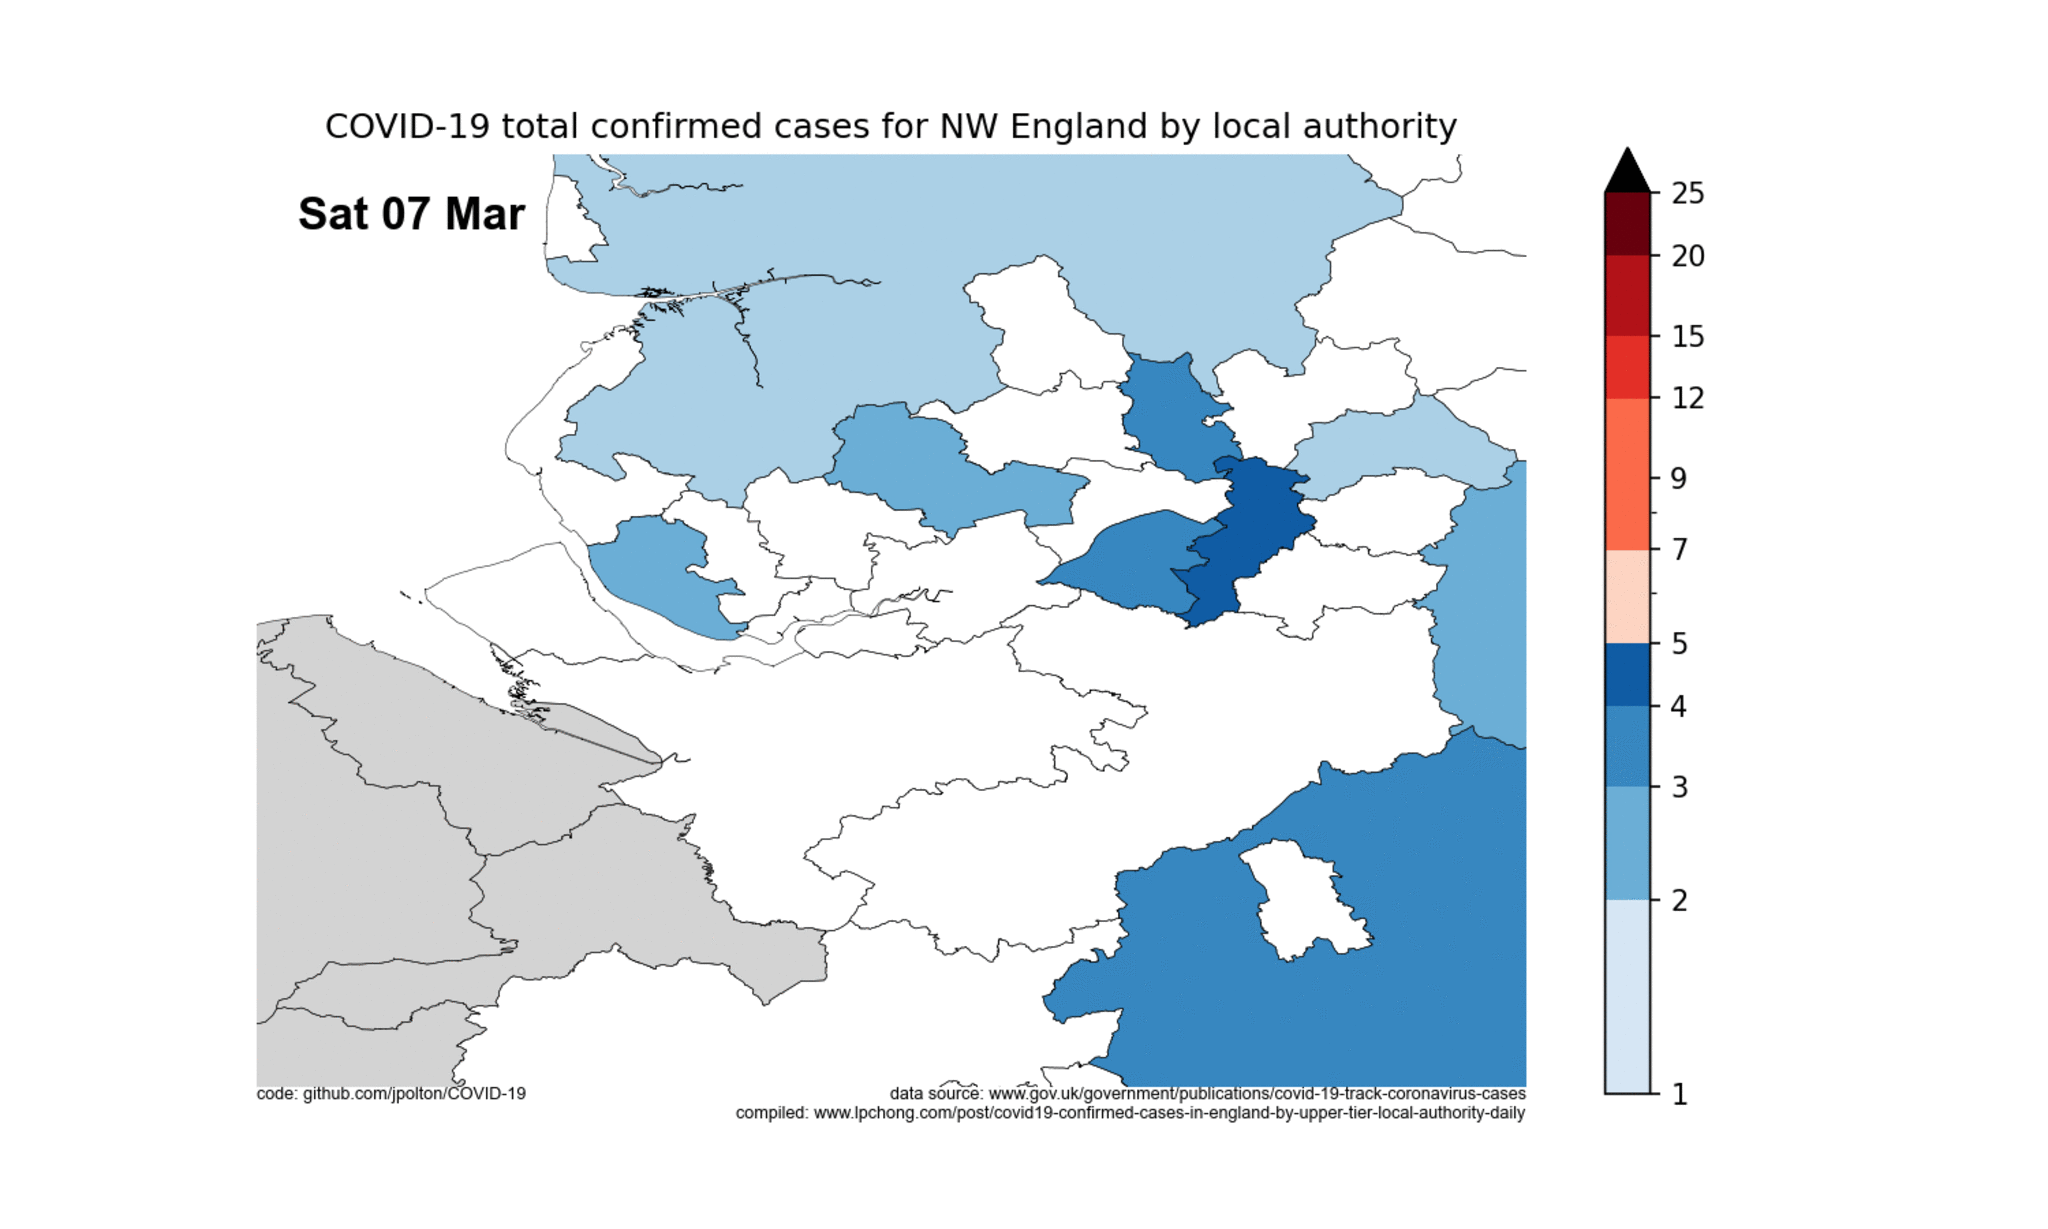 COVID-19 total confirmed cases for NW England by local authority
Sat 07 Mar
25
20
15
12
9
7
5
4
3
2
1
code: github.com/jpolton/COVID-19
data source: www.gov.uk/government/publications/covid-19-track-coronavirus-cases
compiled: www.lpchong.com/post/covid19-confirmed-cases-in-england-by-upper-tier-local-authority-daily